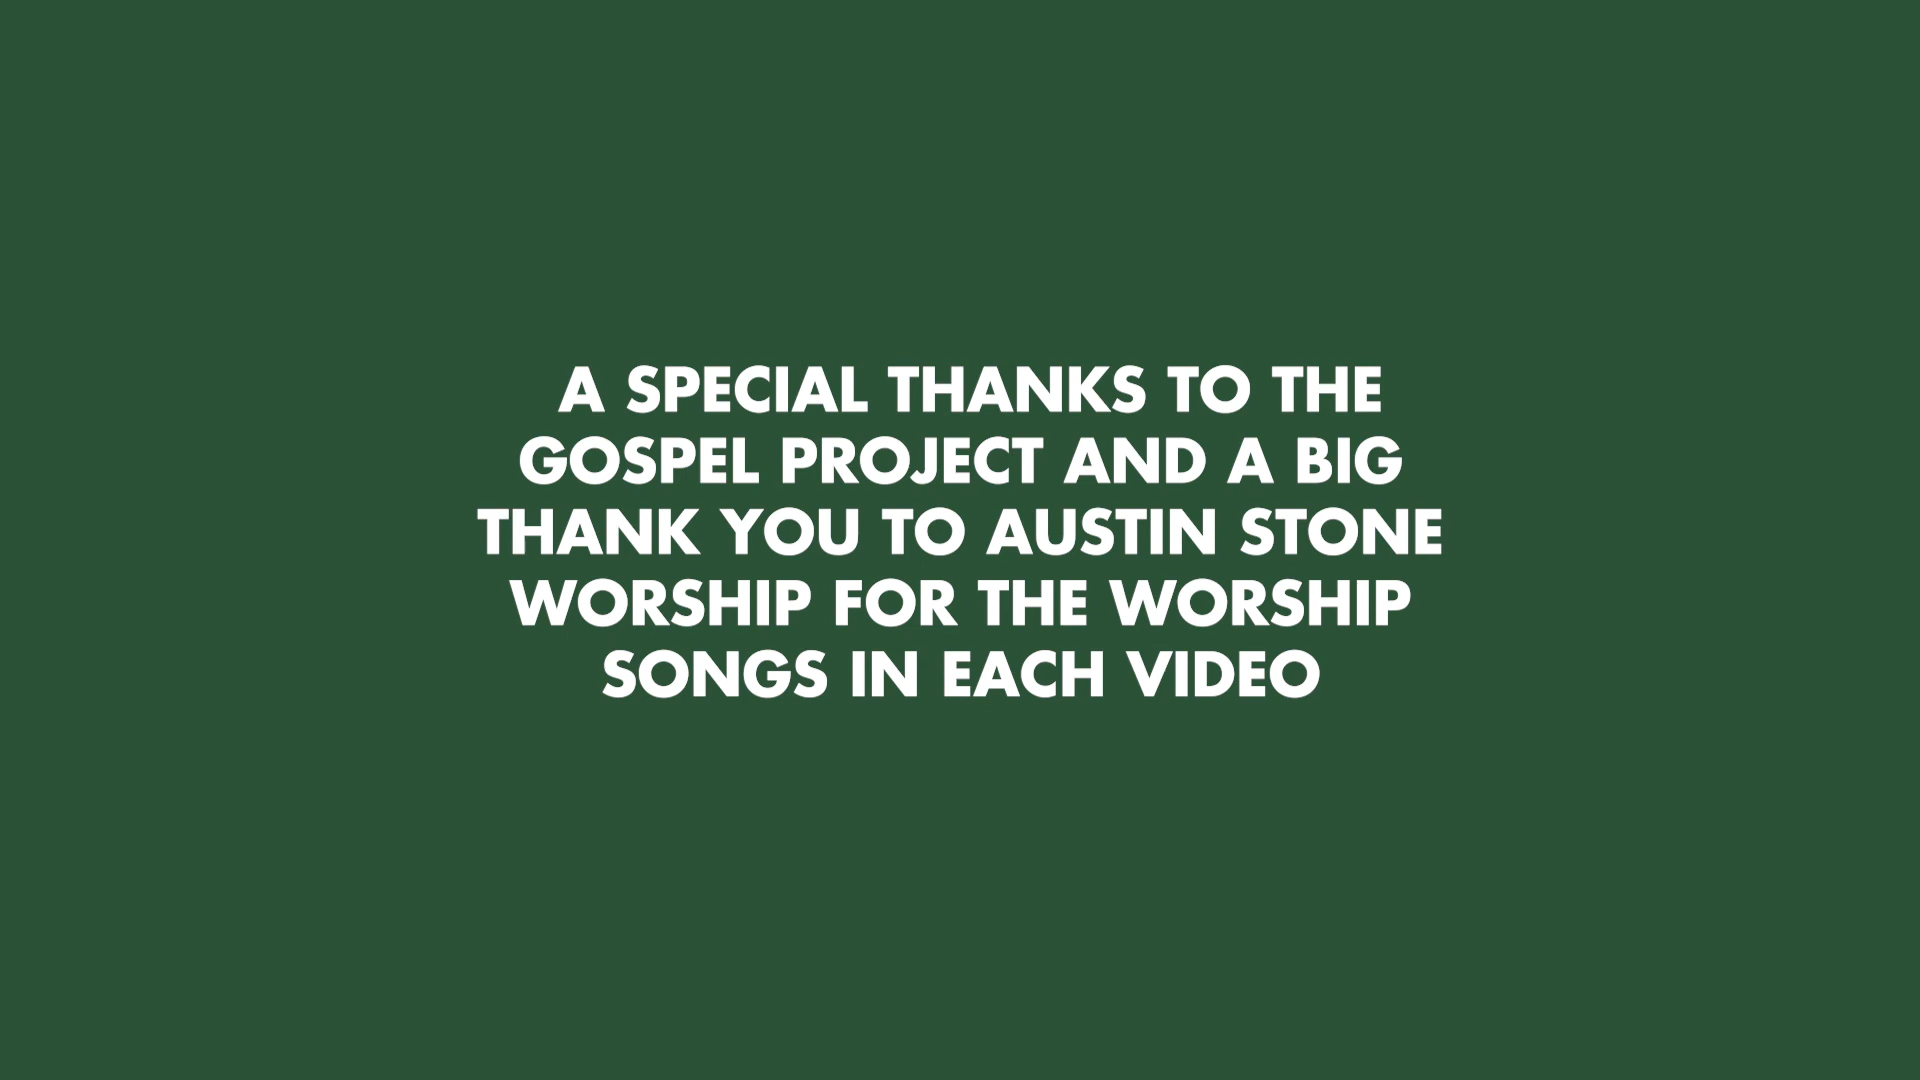 A SPECIAL THANKS TO THE
GOSPEL PROJECT AND A BIG
THANK YOU TO AUSTIN STONE
WORSHIP FOR THE WORSHIP
SONGS IN EACH VIDEO